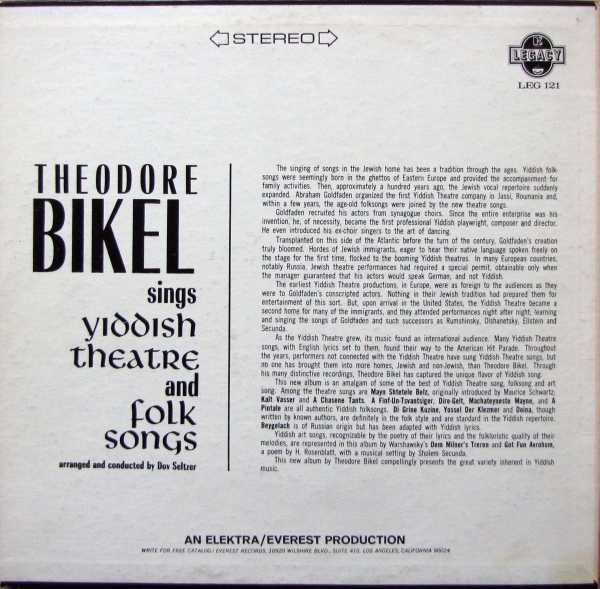 STEREO
E
LEGACY
LEG 121
THEODORE
BIKEL
sings
yiddish
theatre
and
folk
songs
arranged and conducted by Dov Seltzer
The singing of songs in the Jewish home has been a tradition through the ages. Yiddish folk-
songs were seemingly born in the ghettos of Eastern Europe and provided the accompaniment for
family activities. Then, approximately a hundred years ago, the Jewish vocal repertoire suddenly
expanded. Abraham Goldfaden organized the first Yiddish Theatre company in Jassi, Roumania and,
within a few years, the age-old folksongs were joined by the new theatre songs.
Goldfaden recruited his actors from synagogue choirs. Since the entire enterprise was his
invention, he, of necessity, became the first professional Yiddish playwright, composer and director.
He even introduced his ex-choir singers to the art of dancing.
Transplanted on this side of the Atlantic before the turn of the century, Goldfaden's creation
truly bloomed. Hordes of Jewish immigrants, eager to hear their native language spoken freely on
the stage for the first time, flocked to the booming Yiddish theatres. In many European countries,
notably Russia, Jewish theatre performances had required a special permit, obtainable only when
the manager guaranteed that his actors would speak German, and not Yiddish.
The earliest Yiddish Theatre productions, in Europe, were as foreign to the audiences as they
were to Goldfaden's conscripted actors. Nothing in their Jewish tradition had prepared them for
entertainment of this sort. But, upon arrival in the United States, the Yiddish Theatre became a
second home for many of the immigrants, and they attended performances night after night, learning
and singing the songs of Goldfaden and such successors as Rumshinsky, Olshanetsky, Ellstein and
Secunda.
As the Yiddish Theatre grew, its music found an international audience. Many Yiddish Theatre
songs, with English lyrics set to them, found their way to the American Hit Parade. Throughout
the years, performers not connected with the Yiddish Theatre have sung Yiddish Theatre songs, but
no one has brought them into more homes, Jewish and non-Jewish, than Theodore Bikel. Through
his many distinctive recordings, Theodore Bikel has captured the unique flavor of Yiddish song.
This new album is an amalgam of some of the best of Yiddish Theatre song, folksong and art
song. Among the theatre songs are Mays Shtetele Belz, originally introduced by Maurice Schwartz,
Kalt Vasser and A Chasene Tants. A Finf-Un-Tsvantsiger, Dire-Gelt, Machateyneste Mayne, and A
Pintale are all authentic Yiddish folksongs. Di Grine Kuzine, Yossel Der Klezmer and Doina, though
written by known authors, are definitely in the folk style and are standard in the Yiddish repertoire.
Beygelach is of Russian origin but has been adapted with Yiddish lyrics.
Yiddish art songs, recognizable by the poetry of their lyrics and the folkloristic quality of their
melodies, are represented in this album by Warshawsky's Dem Milner's Treren and Got Fun Avrohom,
a poem by H. Rosenblatt, with a musical setting by Sholem Secunda.
This new album by Theodore Bikel compellingly presents the great variety inherent in Yiddish
music.
AN ELEKTRA/EVEREST PRODUCTION
WRITE FOR FREE CATALOG! EVEREST RECORDS, 10920 WILSHIRE BLVD., SUITE 410, LOS ANGELES, CALIFORNIA 90024